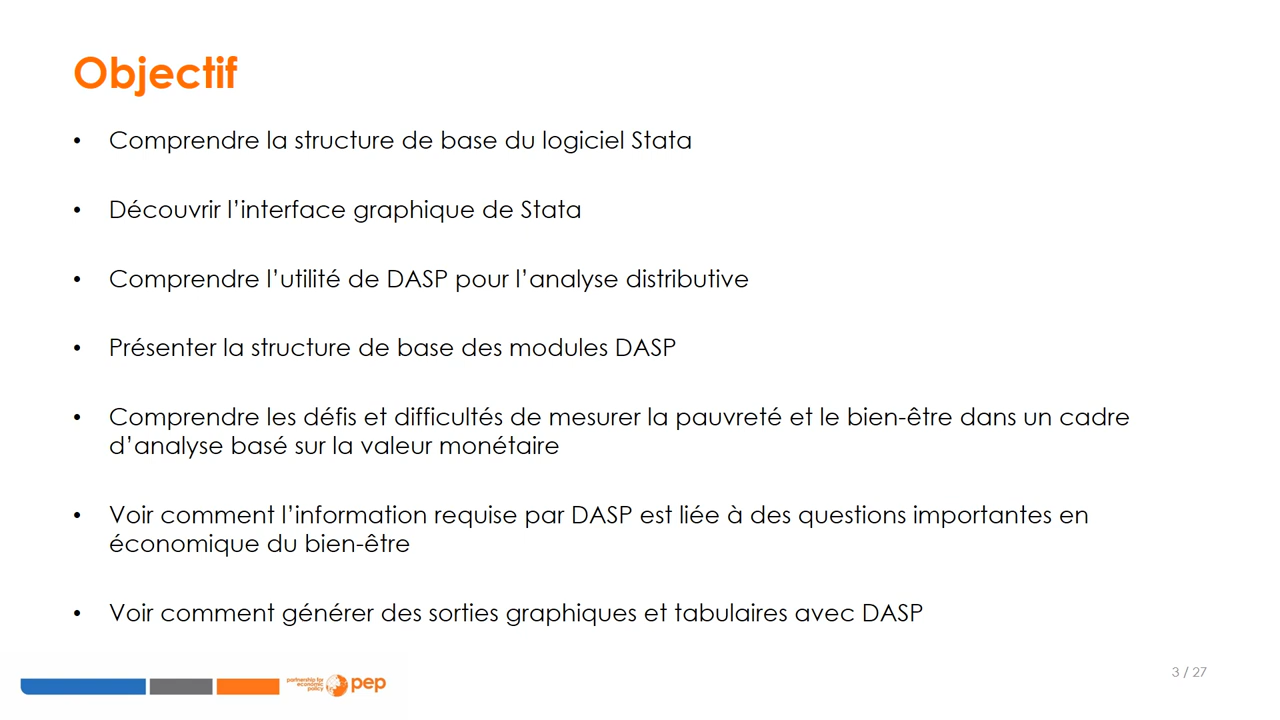 Objectif
• Comprendre la structure de base du logiciel Stata
• Découvrir l’interface graphique de Stata
• Comprendre l’utilité de DASP pour l’analyse distributive
• Présenter la structure de base des modules DASP
• Comprendre les défis et difficultés de mesurer la pauvreté et le bien-être dans un cadre
d’analyse basé sur la valeur monétaire
• Voir comment l’information requise par DASP est liée à des questions importantes en
économique du bien-être
• Voir comment générer des sorties graphiques et tabulaires avec DASP
partnership for
economic
policy
pep
3 / 27